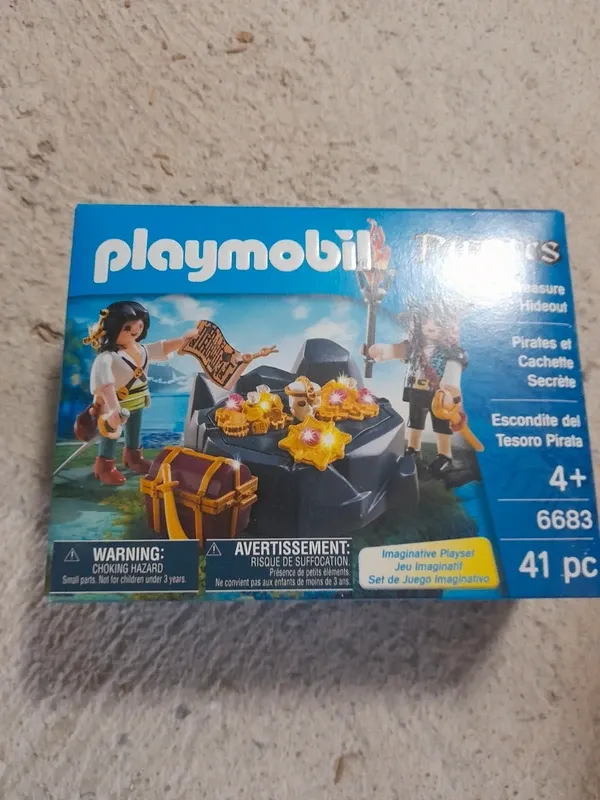 playmobil
Pirates
Treasure
Hideout
Pirates et
Cachette
Secrète
Escondite del
Tesoro Pirata
4+
6683
41 pc
WARNING:
CHOKING HAZARD
Small parts. Not for children under 3 years.
AVERTISSEMENT:
RISQUE DE SUFFOCATION.
Présence de petits éléments.
Ne convient pas aux enfants de moins de 3 ans.
Imaginative Playset
Jeu Imaginatif
Set de Juego Imaginativo